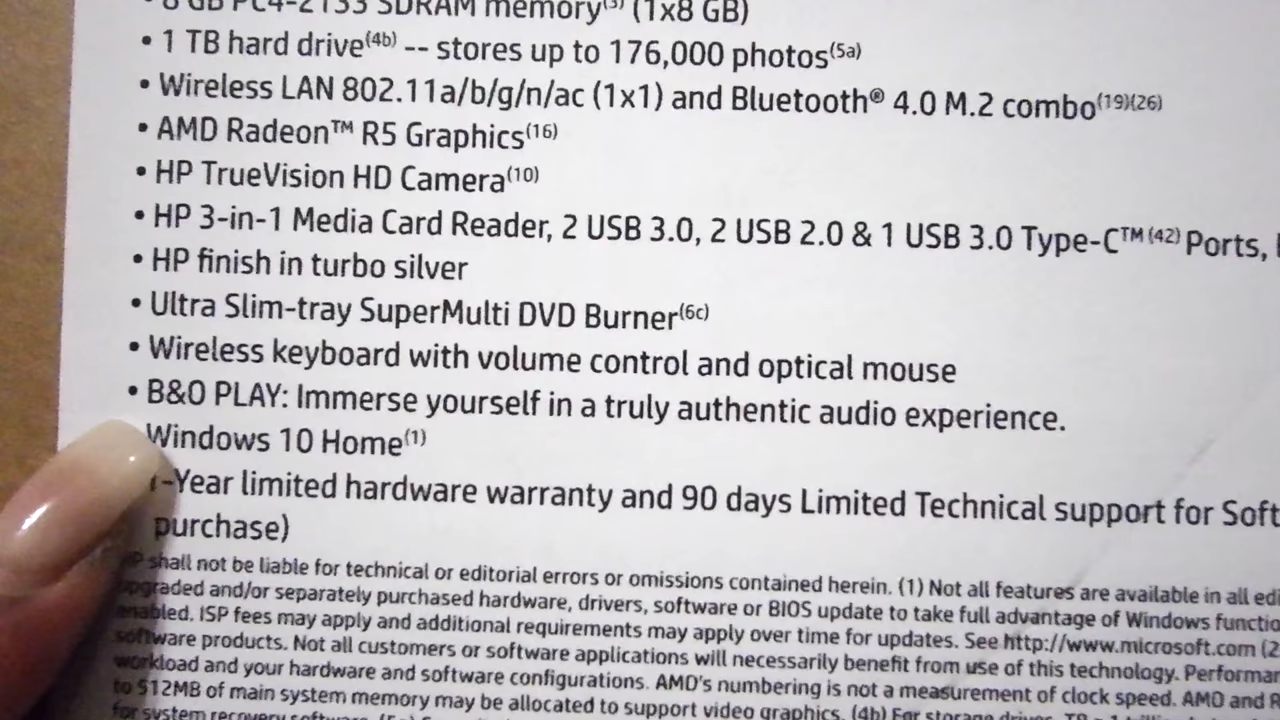 • 8 GB PC4-2133 SDRAM memory(3) (1x8 GB)
• 1 TB hard drive(4b) -- stores up to 176,000 photos(5a)
• Wireless LAN 802.11a/b/g/n/ac (1x1) and Bluetooth® 4.0 M.2 combo(19)(26)
• AMD Radeon™ R5 Graphics(16)
• HP TrueVision HD Camera(10)
• HP 3-in-1 Media Card Reader, 2 USB 3.0, 2 USB 2.0 & 1 USB 3.0 Type-C™(42) Ports,
• HP finish in turbo silver
• Ultra Slim-tray SuperMulti DVD Burner(6c)
• Wireless keyboard with volume control and optical mouse
• B&O PLAY: Immerse yourself in a truly authentic audio experience.
Windows 10 Home(1)
1-Year limited hardware warranty and 90 days Limited Technical support for Soft
purchase)
HP shall not be liable for technical or editorial errors or omissions contained herein. (1) Not all features are available in all edi
upgraded and/or separately purchased hardware, drivers, software or BIOS update to take full advantage of Windows functio
enabled. ISP fees may apply and additional requirements may apply over time for updates. See http://www.microsoft.com (2
software products. Not all customers or software applications will necessarily benefit from use of this technology. Performan
workload and your hardware and software configurations. AMD's numbering is not a measurement of clock speed. AMD and R
to 512MB of main system memory may be allocated to support video graphics. (4b) For storage drives, TB = 1
for system recovery software. (5a)